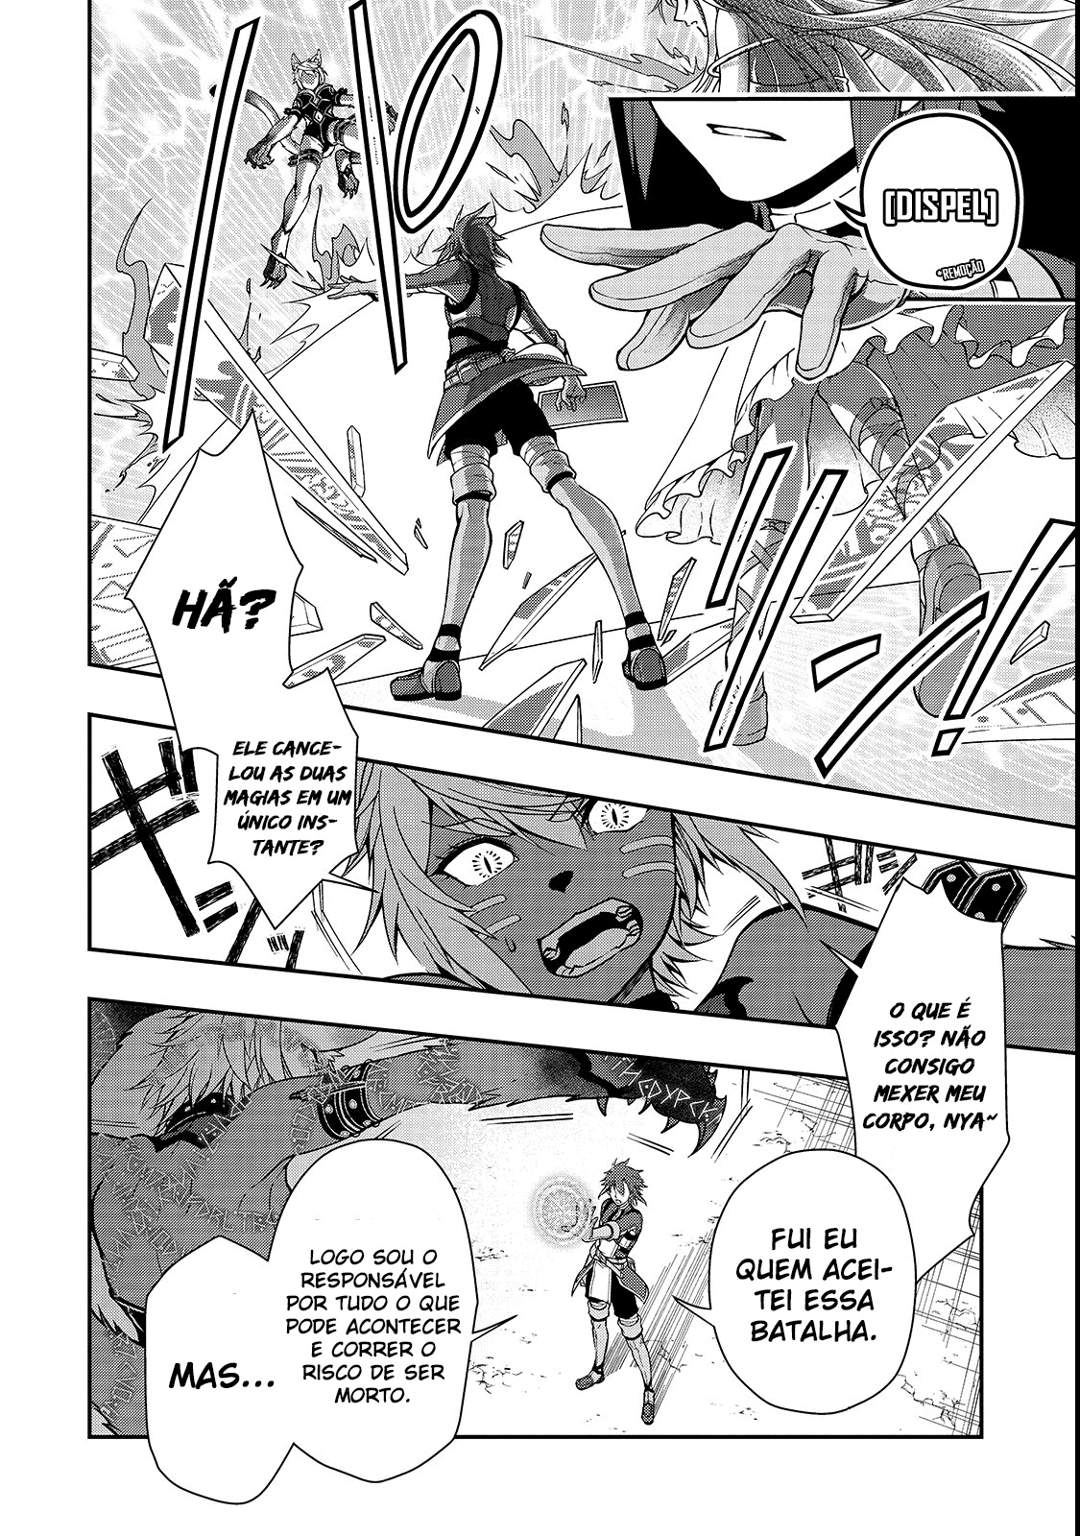 [DISPEL]
*REMOÇÃO
HÃ?
ELE CANCE-
LOU AS DUAS
MAGIAS EM UM
ÚNICO INS-
TANTE?
O QUE É
ISSO? NÃO
CONSIGO
MEXER MEU
CORPO, NYA~
FUI EU
QUEM ACEI-
TEI ESSA
BATALHA.
LOGO SOU O
RESPONSÁVEL
POR TUDO O QUE
PODE ACONTECER
E CORRER O
RISCO DE SER
MORTO.
MAS...